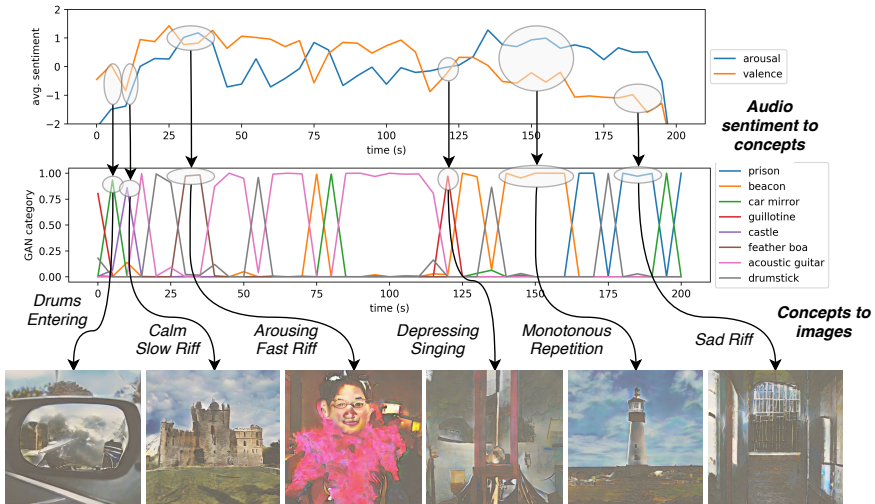 2
1
0
−1
−2
avg. sentiment
0
25
50
75
100
125
150
175
200
time (s)
arousal
valence
Audio
sentiment to
concepts
1.00
0.75
0.50
0.25
0.00
GAN category
0
25
50
75
100
125
150
175
200
time (s)
prison
beacon
car mirror
guillotine
castle
feather boa
acoustic guitar
drumstick
Drums
Entering
Calm
Slow Riff
Arousing
Fast Riff
Depressing
Singing
Monotonous
Repetition
Sad Riff
Concepts to
images